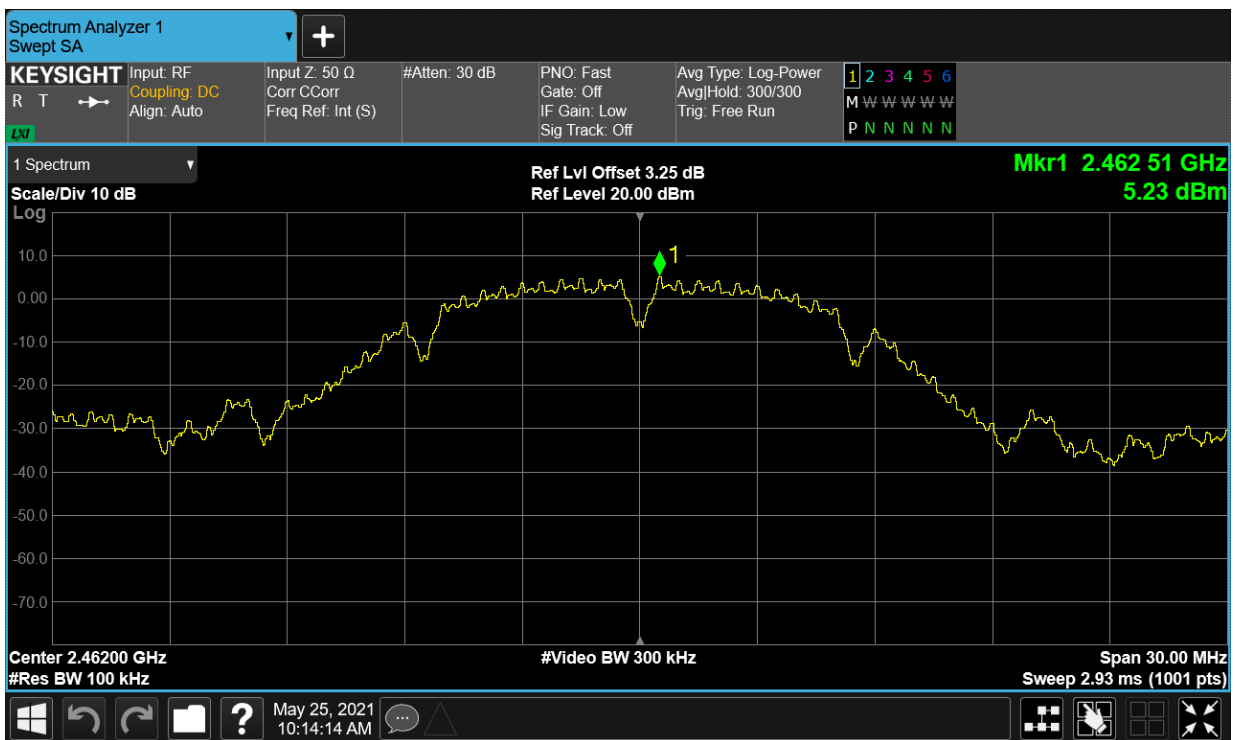 Spectrum Analyzer 1
Swept SA
+
KEYSIGHT
R T
LXI
Input: RF
Coupling: DC
Align: Auto
Input Z: 50 Ω
Corr CCorr
Freq Ref: Int (S)
#Atten: 30 dB
PNO: Fast
Gate: Off
IF Gain: Low
Sig Track: Off
Avg Type: Log-Power
Avg|Hold: 300/300
Trig: Free Run
1 2 3 4 5 6
M W W W W W
P N N N N N
1 Spectrum
Scale/Div 10 dB
Ref Lvl Offset 3.25 dB
Ref Level 20.00 dBm
Mkr1 2.462 51 GHz
5.23 dBm
Log
1
10.0
0.00
-10.0
-20.0
-30.0
-40.0
-50.0
-60.0
-70.0
Center 2.46200 GHz
#Res BW 100 kHz
#Video BW 300 kHz
Span 30.00 MHz
Sweep 2.93 ms (1001 pts)
?
May 25, 2021
10:14:14 AM